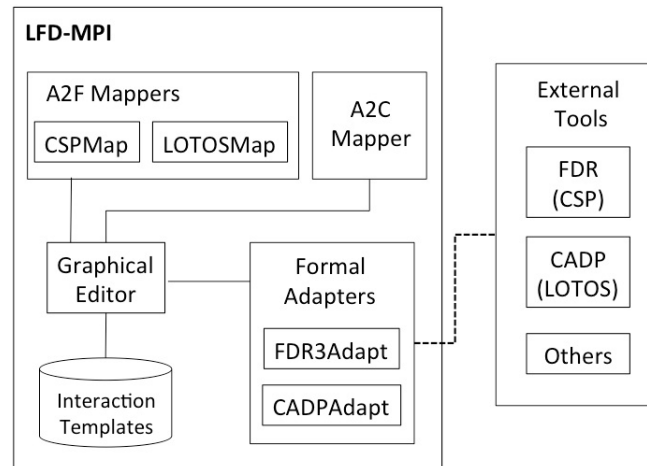 LFD-MPI
A2F Mappers
CSPMap
LOTOSMap
A2C
Mapper
Graphical
Editor
Interaction
Templates
Formal
Adapters
FDR3Adapt
CADPAdapt
External
Tools
FDR
(CSP)
CADP
(LOTOS)
Others